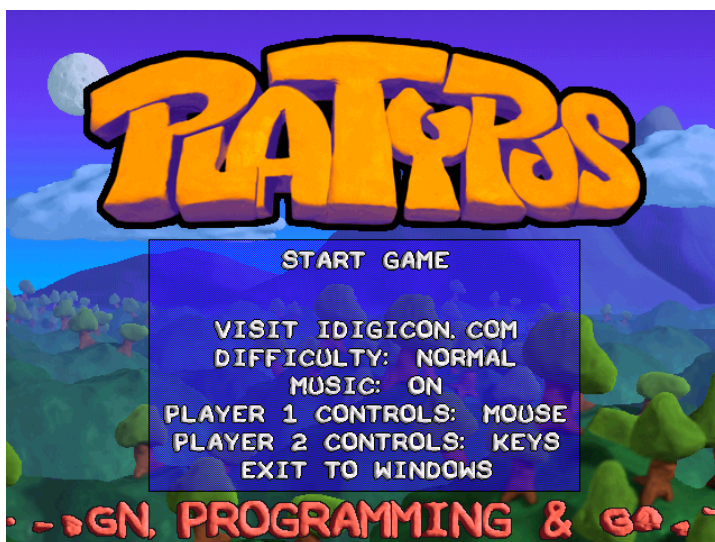 PLATYPUS
START GAME
VISIT IDIGICON.COM
DIFFICULTY: NORMAL
MUSIC: ON
PLAYER 1 CONTROLS: MOUSE
PLAYER 2 CONTROLS: KEYS
EXIT TO WINDOWS
GN, PROGRAMMING &